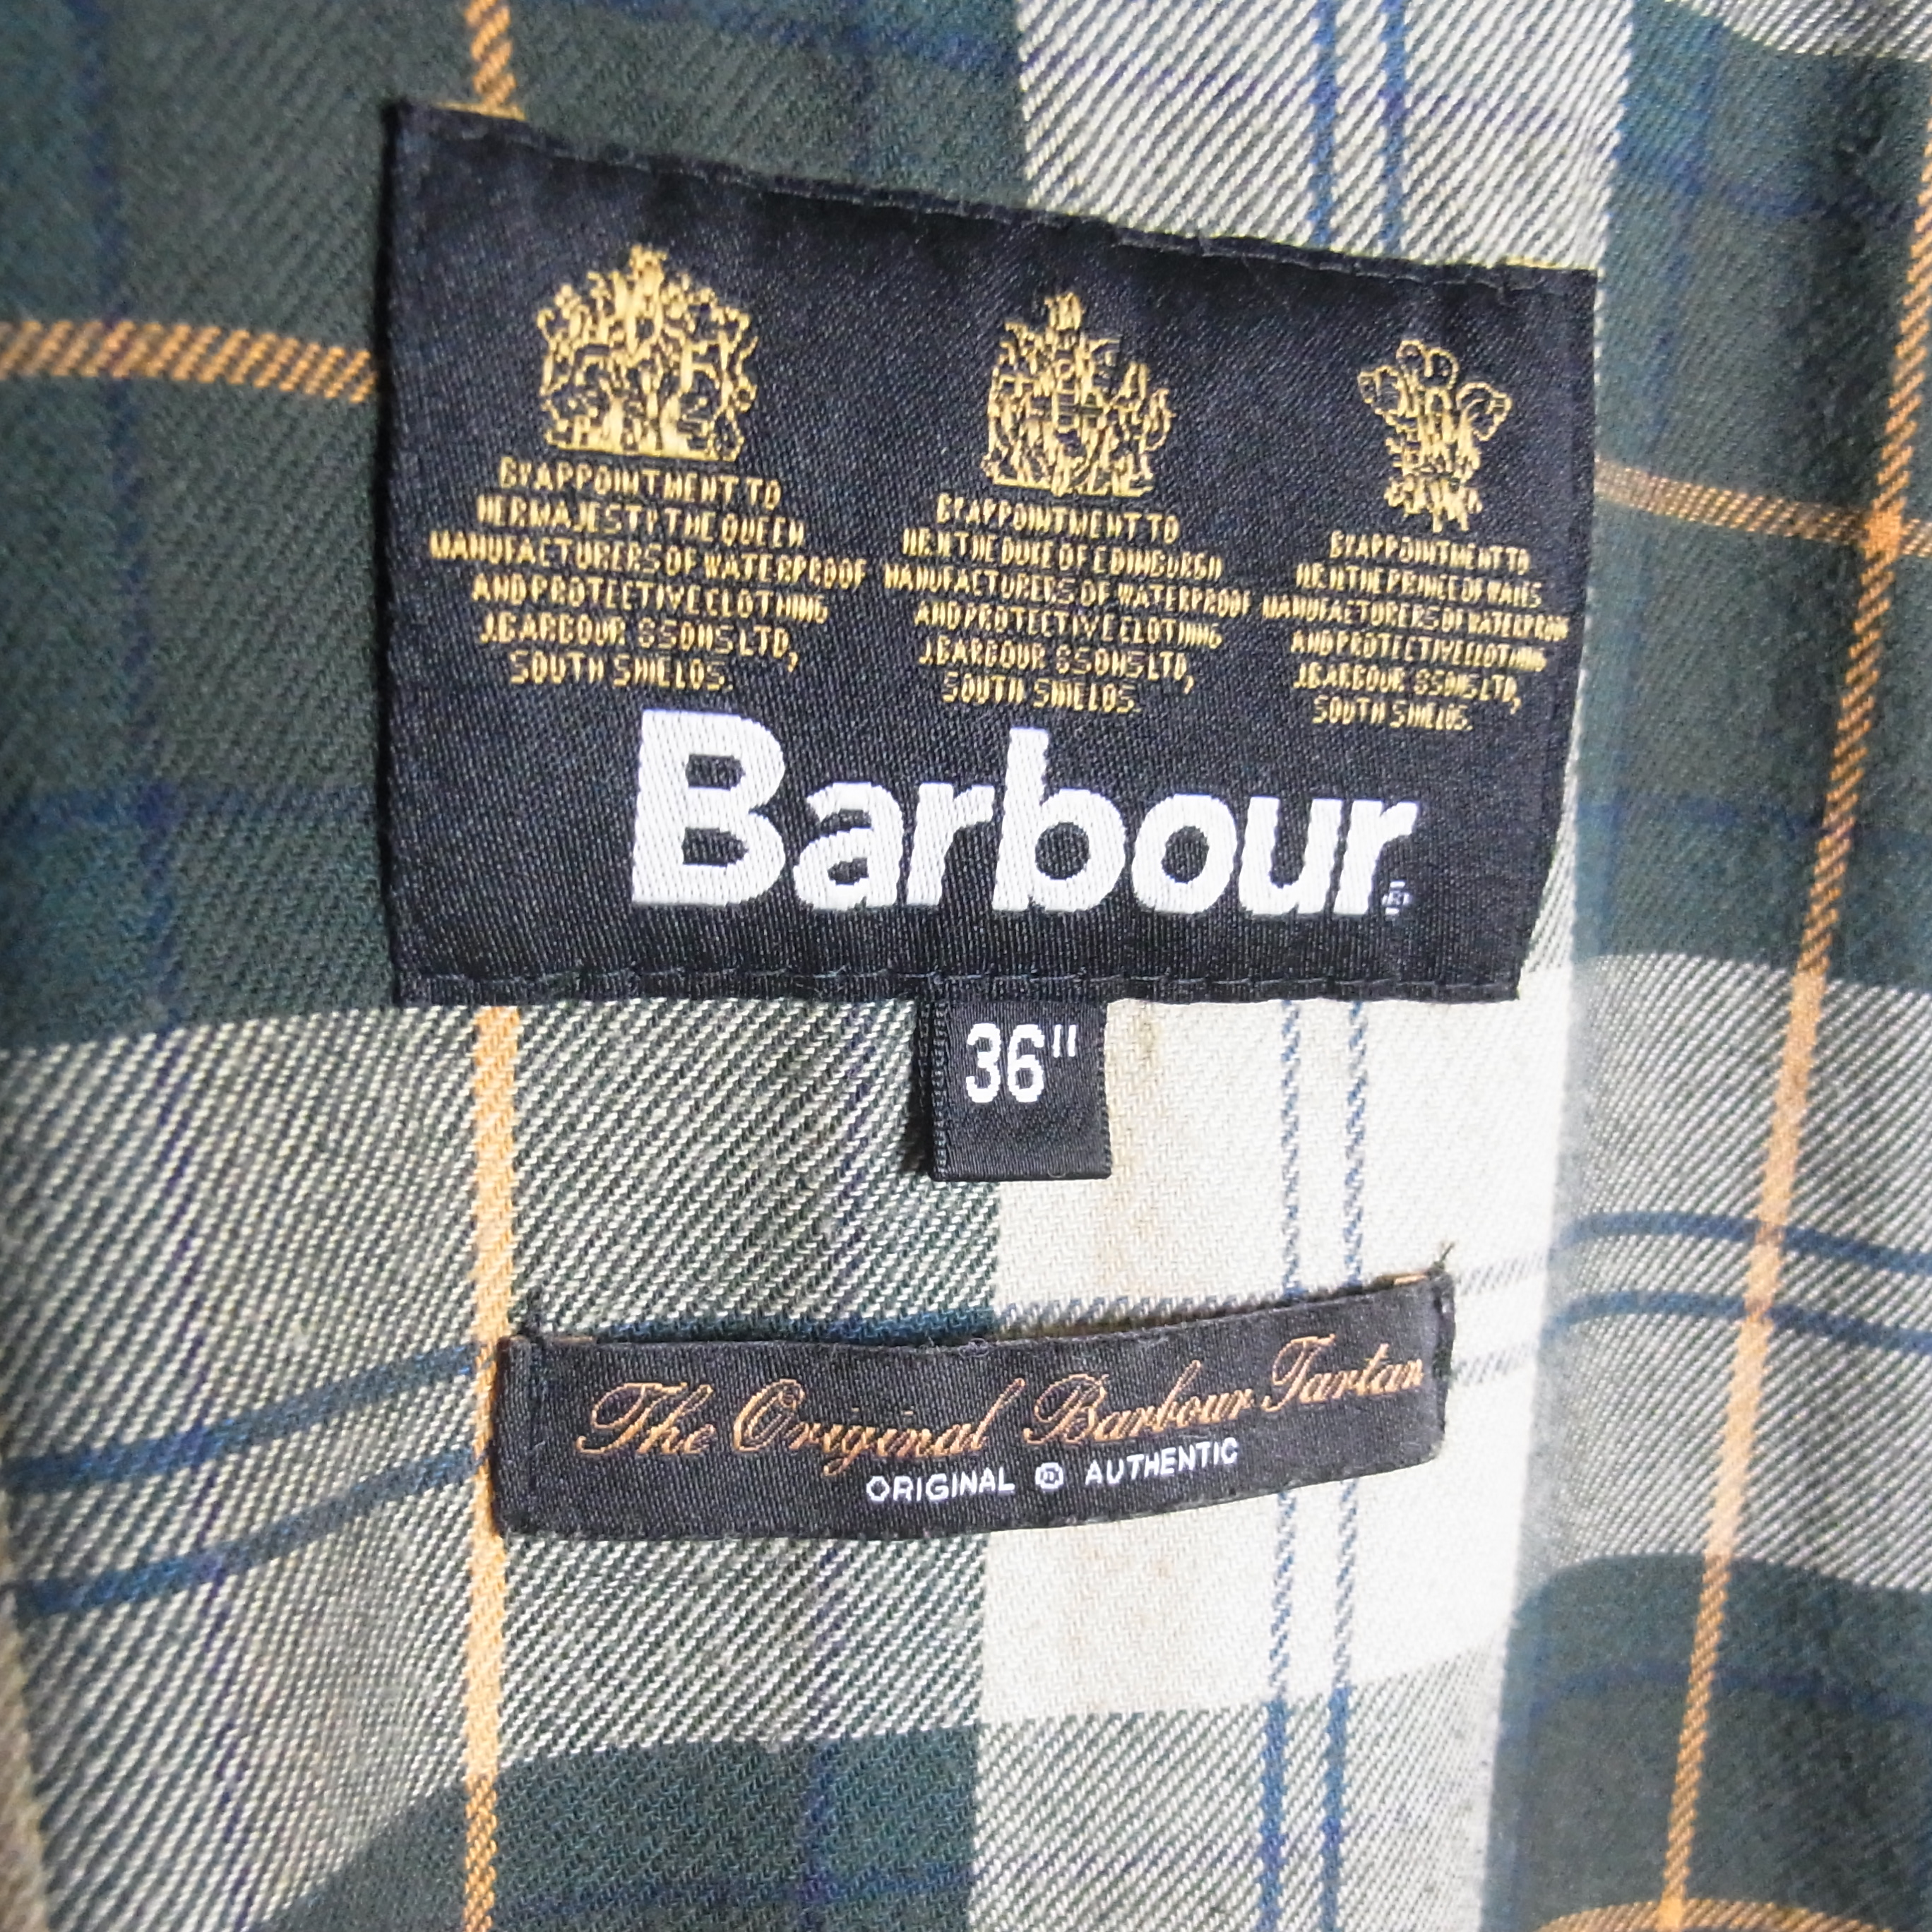 BY APPOINTMENT TO
HER MAJESTY THE QUEEN
MANUFACTURERS OF WATERPROOF
AND PROTECTIVE CLOTHING
J.BARBOUR & SONS LTD,
SOUTH SHIELDS.
BY APPOINTMENT TO
H.R.H THE DUKE OF EDINBURGH
MANUFACTURERS OF WATERPROOF
AND PROTECTIVE CLOTHING
J.BARBOUR & SONS LTD,
SOUTH SHIELDS.
BY APPOINTMENT TO
H.R.H THE PRINCE OF WALES
MANUFACTURERS OF WATERPROOF
AND PROTECTIVE CLOTHING
J.BARBOUR & SONS LTD,
SOUTH SHIELDS.
Barbour®
36"
The Original Barbour Tartan
ORIGINAL ® AUTHENTIC